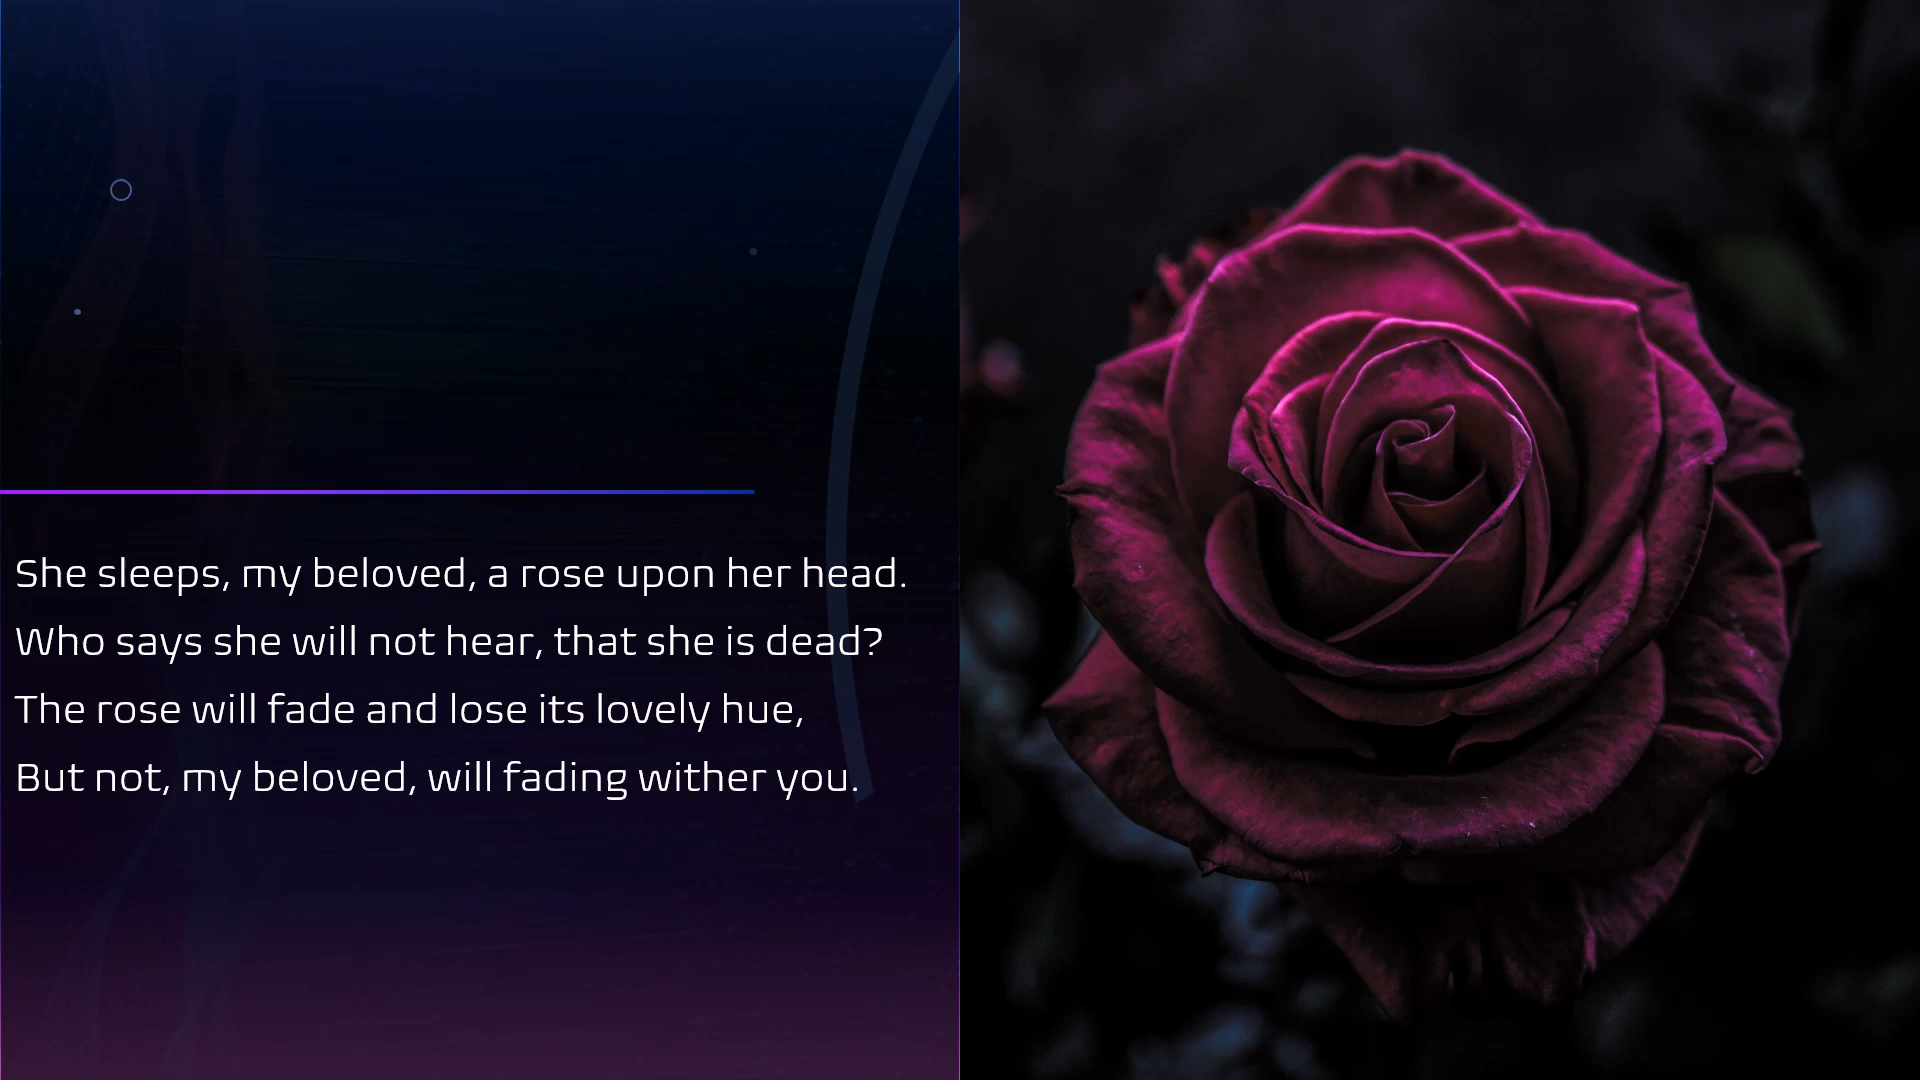 She sleeps, my beloved, a rose upon her head.
Who says she will not hear, that she is dead?
The rose will fade and lose its lovely hue,
But not, my beloved, will fading wither you.